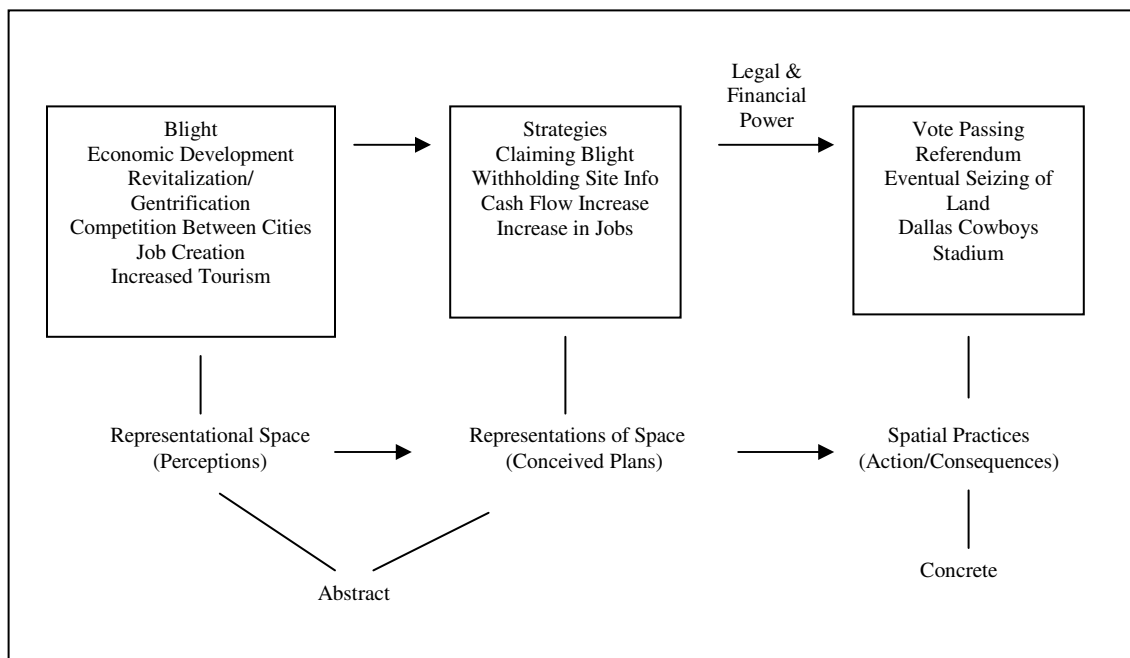 Legal &
Financial
Power
Blight
Economic Development
Revitalization/
Gentrification
Competition Between Cities
Job Creation
Increased Tourism
Strategies
Claiming Blight
Withholding Site Info
Cash Flow Increase
Increase in Jobs
Vote Passing
Referendum
Eventual Seizing of
Land
Dallas Cowboys
Stadium
Representational Space
(Perceptions)
Representations of Space
(Conceived Plans)
Spatial Practices
(Action/Consequences)
Abstract
Concrete